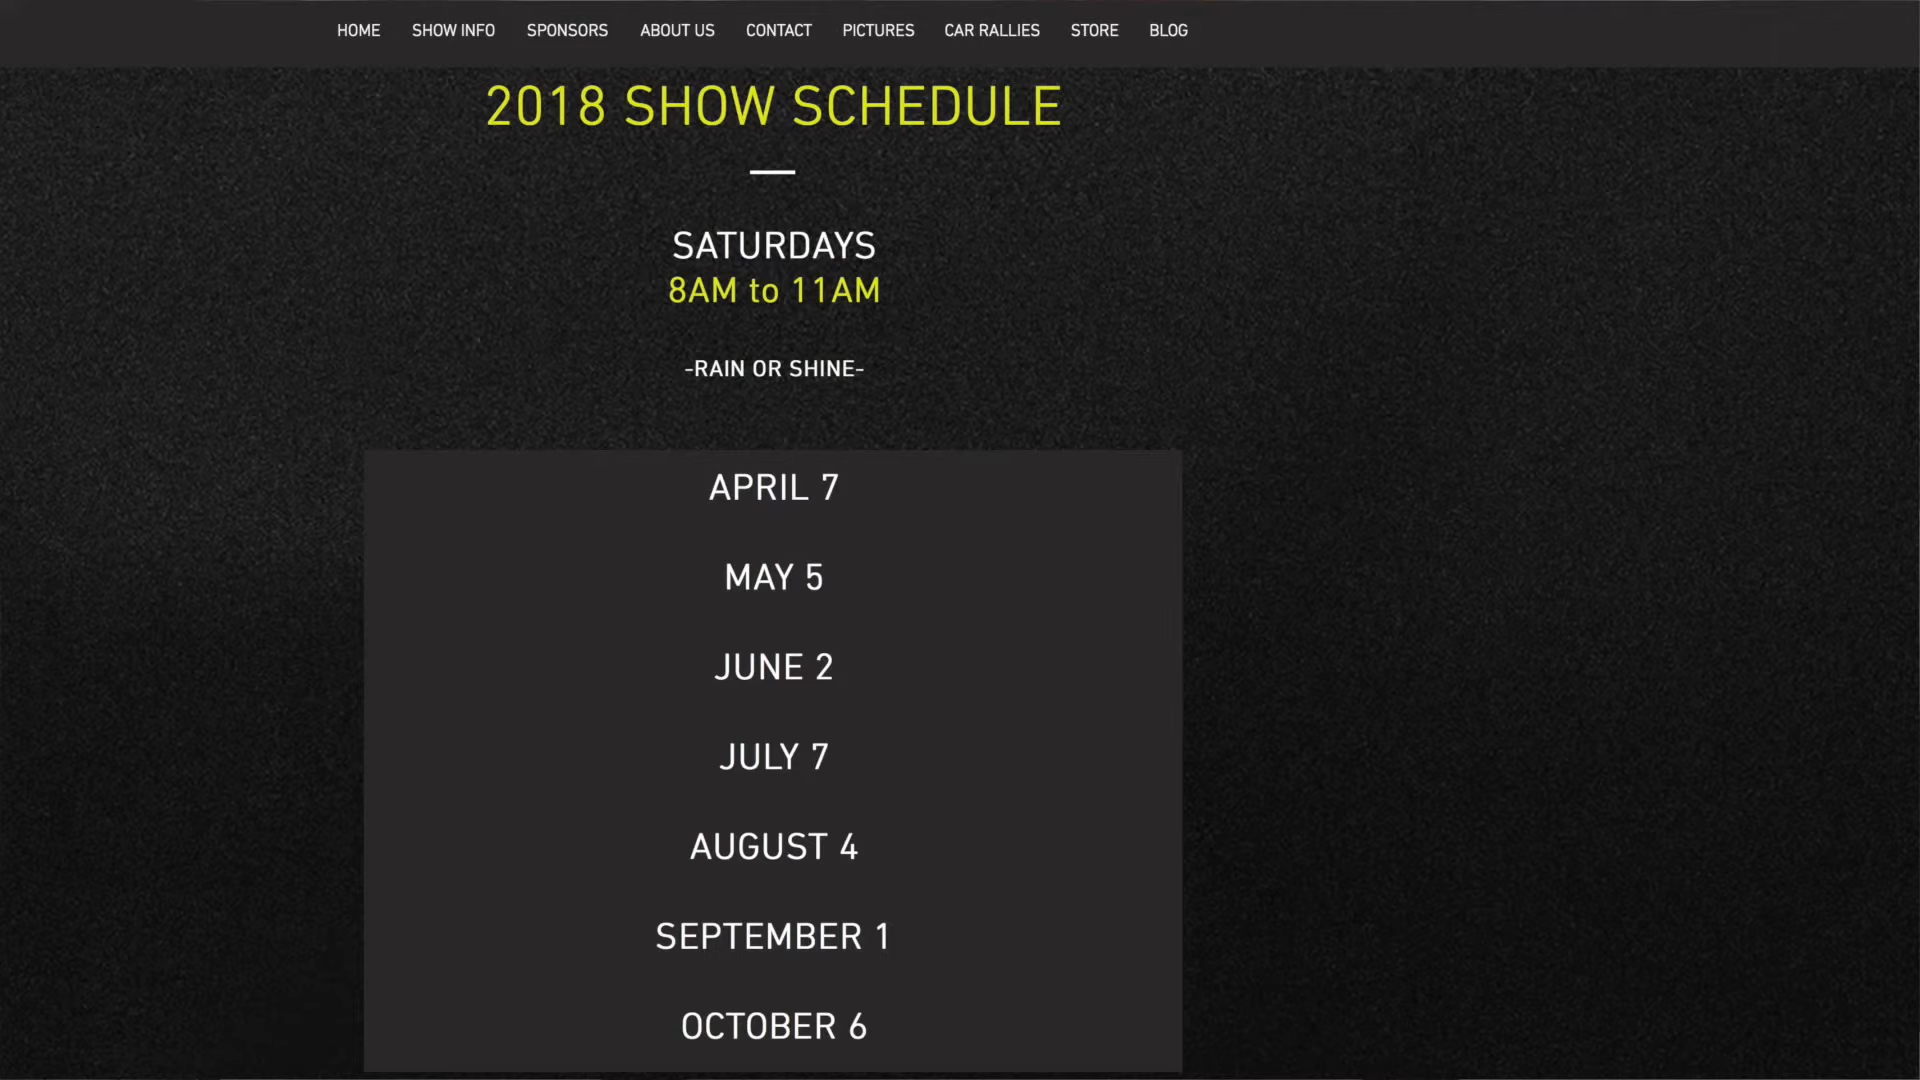 HOME SHOW INFO SPONSORS ABOUT US CONTACT PICTURES CAR RALLIES STORE BLOG
2018 SHOW SCHEDULE
SATURDAYS
8AM to 11AM
-RAIN OR SHINE-
APRIL 7
MAY 5
JUNE 2
JULY 7
AUGUST 4
SEPTEMBER 1
OCTOBER 6